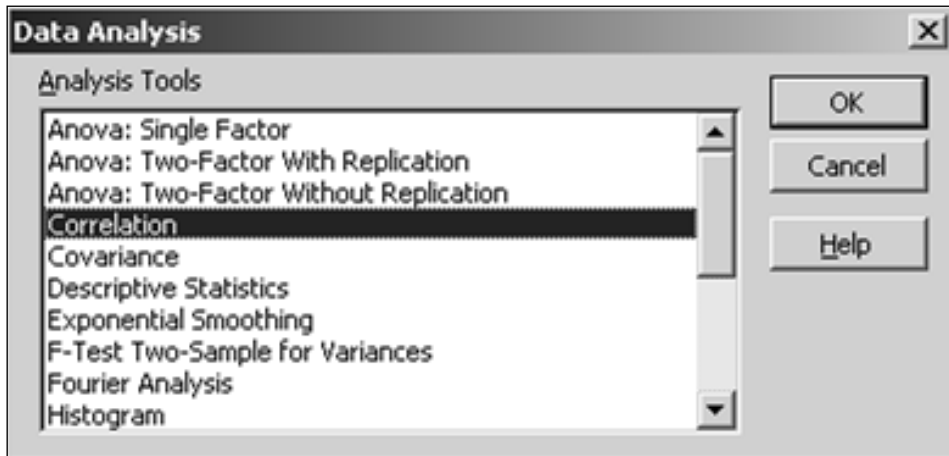 Data Analysis
Analysis Tools
Anova: Single Factor
Anova: Two-Factor With Replication
Anova: Two-Factor Without Replication
Correlation
Covariance
Descriptive Statistics
Exponential Smoothing
F-Test Two-Sample for Variances
Fourier Analysis
Histogram
OK
Cancel
Help